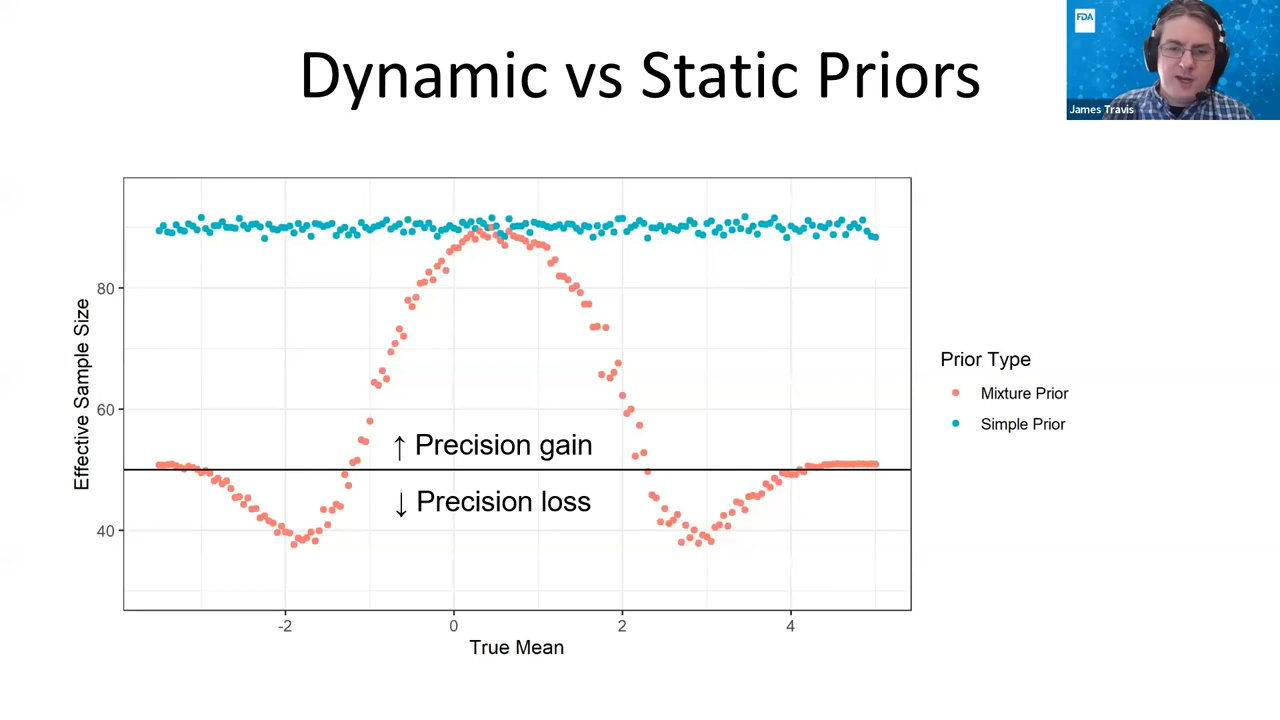 Dynamic vs Static Priors
FDA
James Travis
Effective Sample Size
80
60
40
↑ Precision gain
↓ Precision loss
-2
0
2
4
True Mean
Prior Type
Mixture Prior
Simple Prior